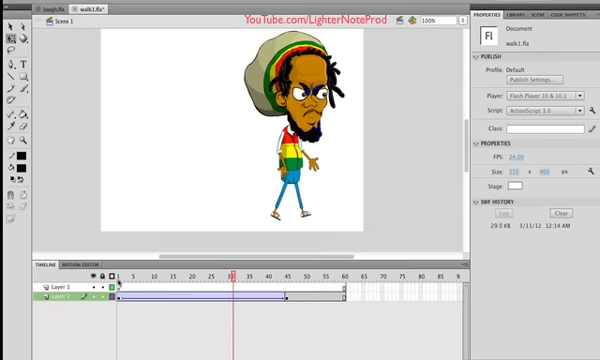 laugh.fla
walk1.fla*
YouTube.com/LighterNoteProd
Scene 1
100%
PROPERTIES
LIBRARY
SCENE
CODE SNIPPETS
Fl
Document
walk1.fla
PUBLISH
Profile: Default
Publish Settings...
Player: Flash Player 10 & 10.1
Script: ActionScript 3.0
Class:
PROPERTIES
FPS: 24.00
Size: 550 x 400 px
Stage:
SWF HISTORY
Log
Clear
29.0 KB 3/11/12 12:14 AM
TIMELINE
MOTION EDITOR
1 5 10 15 20 25 30 35 40 45 50 55 60 65 70 75 80 85 9
Layer 1